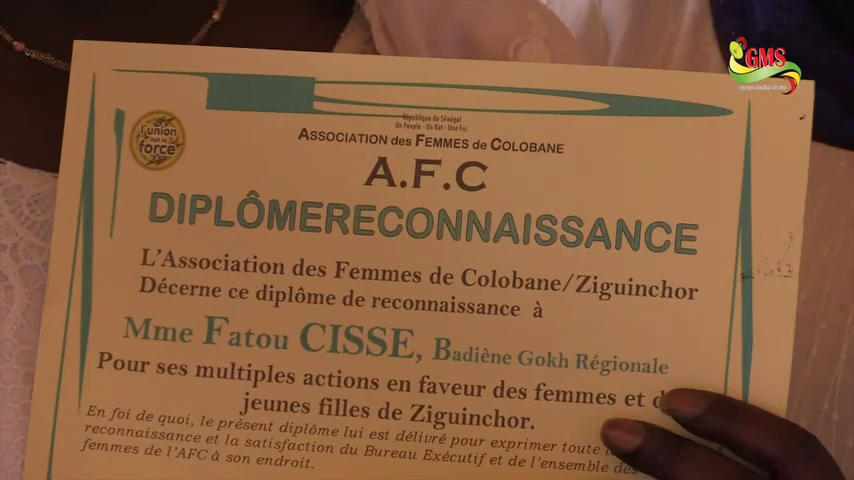 GMS
l'union
force
République du Sénégal
Un Peuple - Un But - Une Foi
ASSOCIATION des FEMMES de COLOBANE
A.F.C
DIPLÔMERECONNAISSANCE
L'Association des Femmes de Colobane/Ziguinchor
Décerne ce diplôme de reconnaissance à
Mme Fatou CISSE, Badiène Gokh Régionale
Pour ses multiples actions en faveur des femmes et d
jeunes filles de Ziguinchor.
En foi de quoi, le présent diplôme lui est délivré pour exprimer toute
reconnaissance et la satisfaction du Bureau Exécutif et de l'ensemble des
femmes de l'AFC à son endroit.